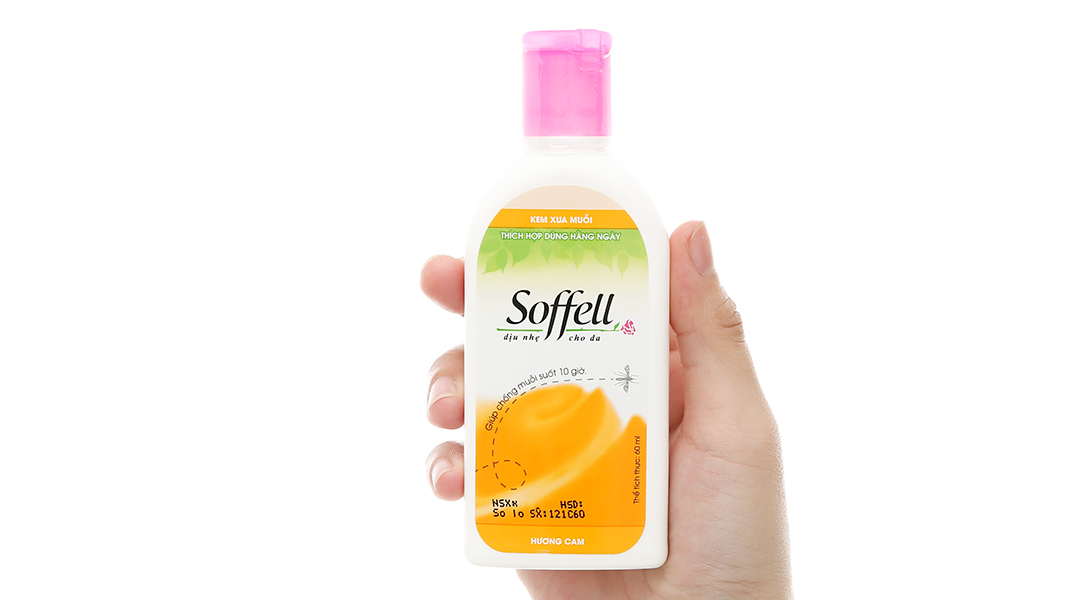 KEM XUA MUỖI
THÍCH HỢP DÙNG HẰNG NGÀY
Soffell
dịu nhẹ cho da
Giúp chống muỗi suốt 10 giờ.
Thể tích thực: 60 ml
NSX HSD:
Số lô SX:121C60
HƯƠNG CAM